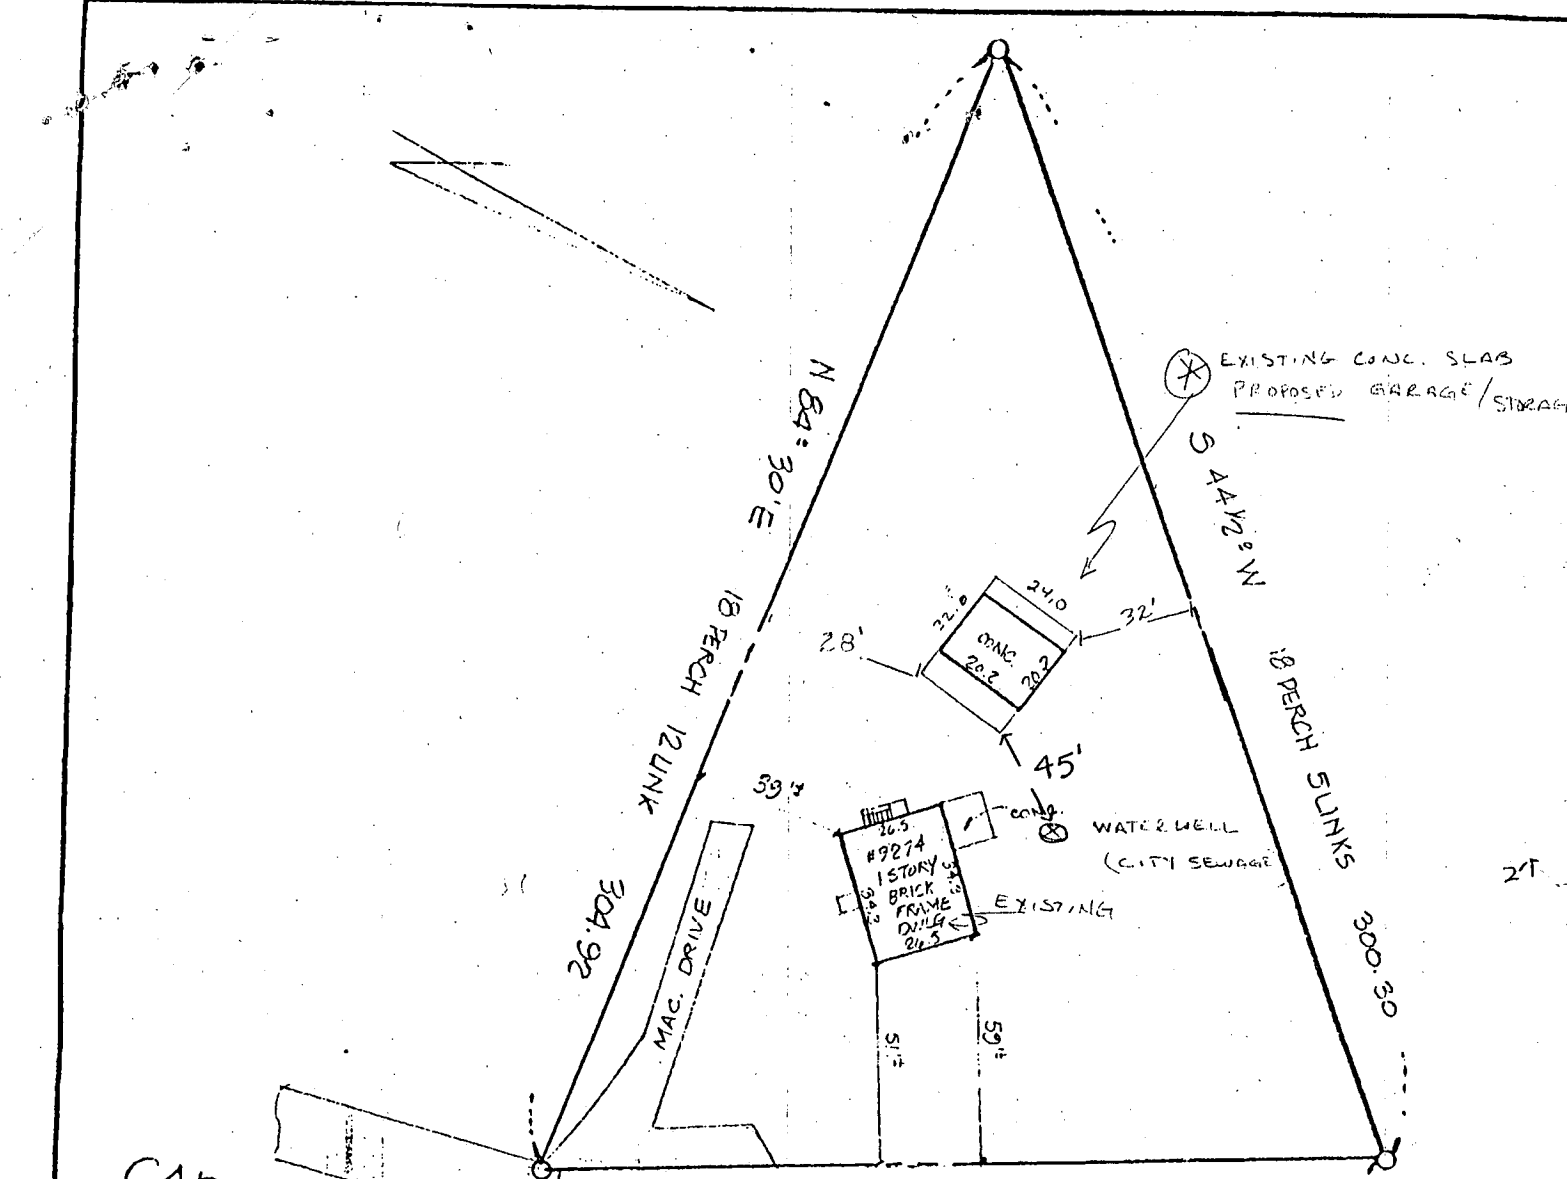 EXISTING CONC. SLAB
PROPOSED GARAGE/STORAG
N 84° 30' E 18 PERCH 12 LINK 304.92
S 44 1/2° W 18 PERCH 5 LINKS 300.30
24.0
22.0
CONC.
20.2
20.2
32'
28'
45'
CONC.
WATER WELL
(CITY SEWAGE
26.5
#9274
1 STORY
BRICK
FRAME
DWLG
26.5
34.2
34.2
EXISTING
MAC. DRIVE
51'±
59'±